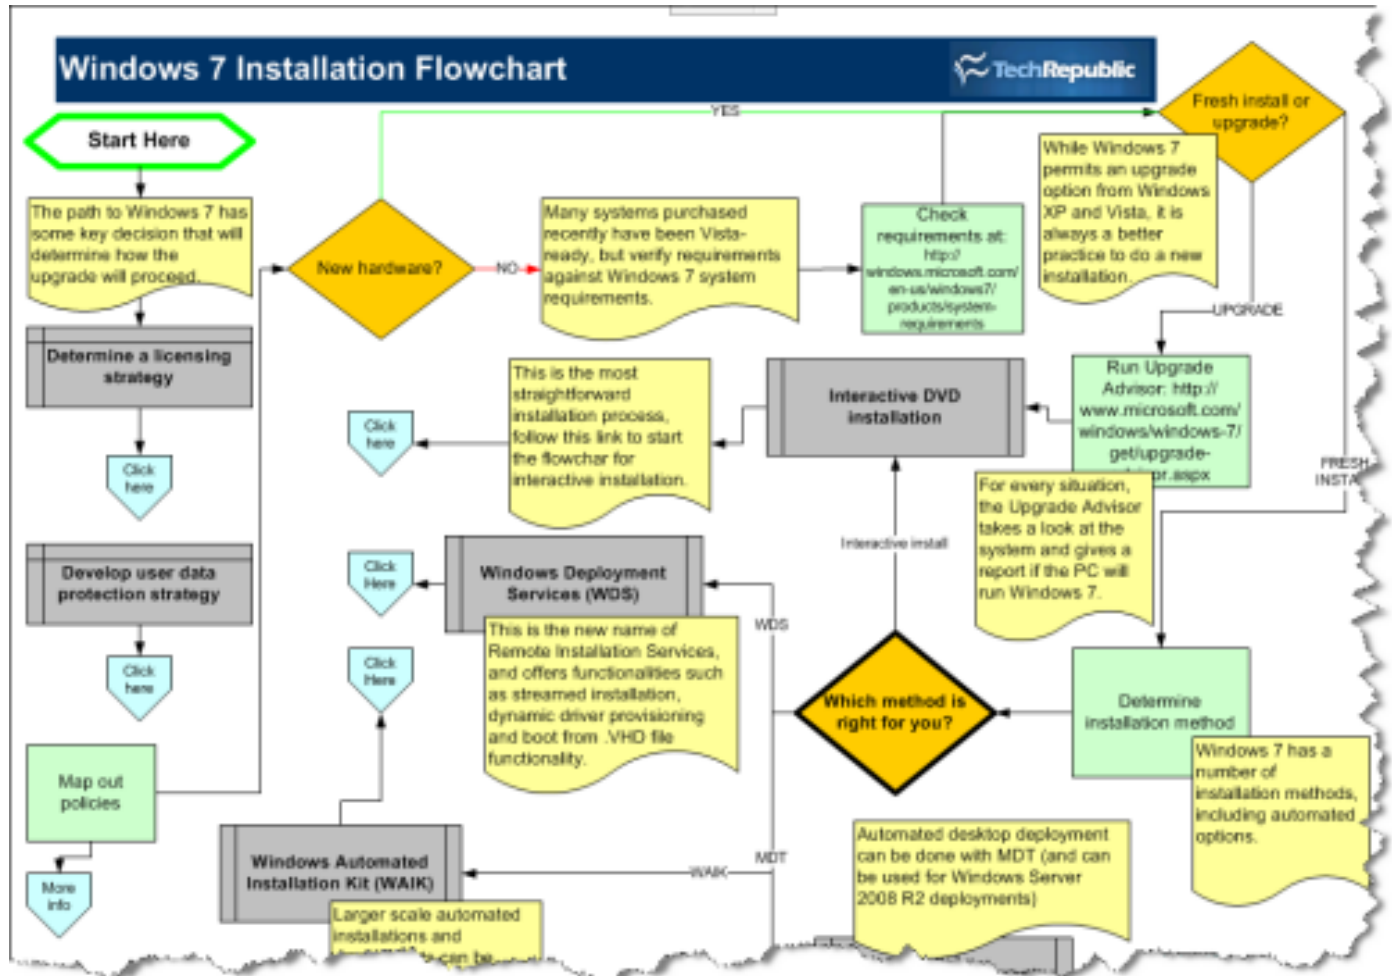 Windows 7 Installation Flowchart
TechRepublic
Start Here
The path to Windows 7 has
some key decision that will
determine how the
upgrade will proceed.
Determine a licensing
strategy
Click
here
Develop user data
protection strategy
Click
here
Map out
policies
More
info
New hardware?
YES
NO
Many systems purchased
recently have been Vista-
ready, but verify requirements
against Windows 7 system
requirements.
Check
requirements at:
http://
windows.microsoft.com/
en-us/windows7/
products/system-
requirements
Fresh install or
upgrade?
While Windows 7
permits an upgrade
option from Windows
XP and Vista, it is
always a better
practice to do a new
installation.
UPGRADE
FRESH
Run Upgrade
Advisor: http://
www.microsoft.com/
windows/windows-7/
get/upgrade-
For every situation,
the Upgrade Advisor
takes a look at the
system and gives a
report if the PC will
run Windows 7.
Interactive DVD
installation
This is the most
straightforward
installation process,
follow this link to start
the flowchar for
interactive installation.
Click
here
Interactive install
Windows Deployment
Services (WDS)
Click
Here
This is the new name of
Remote Installation Services,
and offers functionalities such
as streamed installation,
dynamic driver provisioning
and boot from .VHD file
functionality.
WDS
Click
Here
Which method is
right for you?
Determine
installation method
Windows 7 has a
number of
installation methods,
including automated
options.
MDT
WAIK
Windows Automated
Installation Kit (WAIK)
Larger scale automated
installations and
can be
Automated desktop deployment
can be done with MDT (and can
be used for Windows Server
2008 R2 deployments)